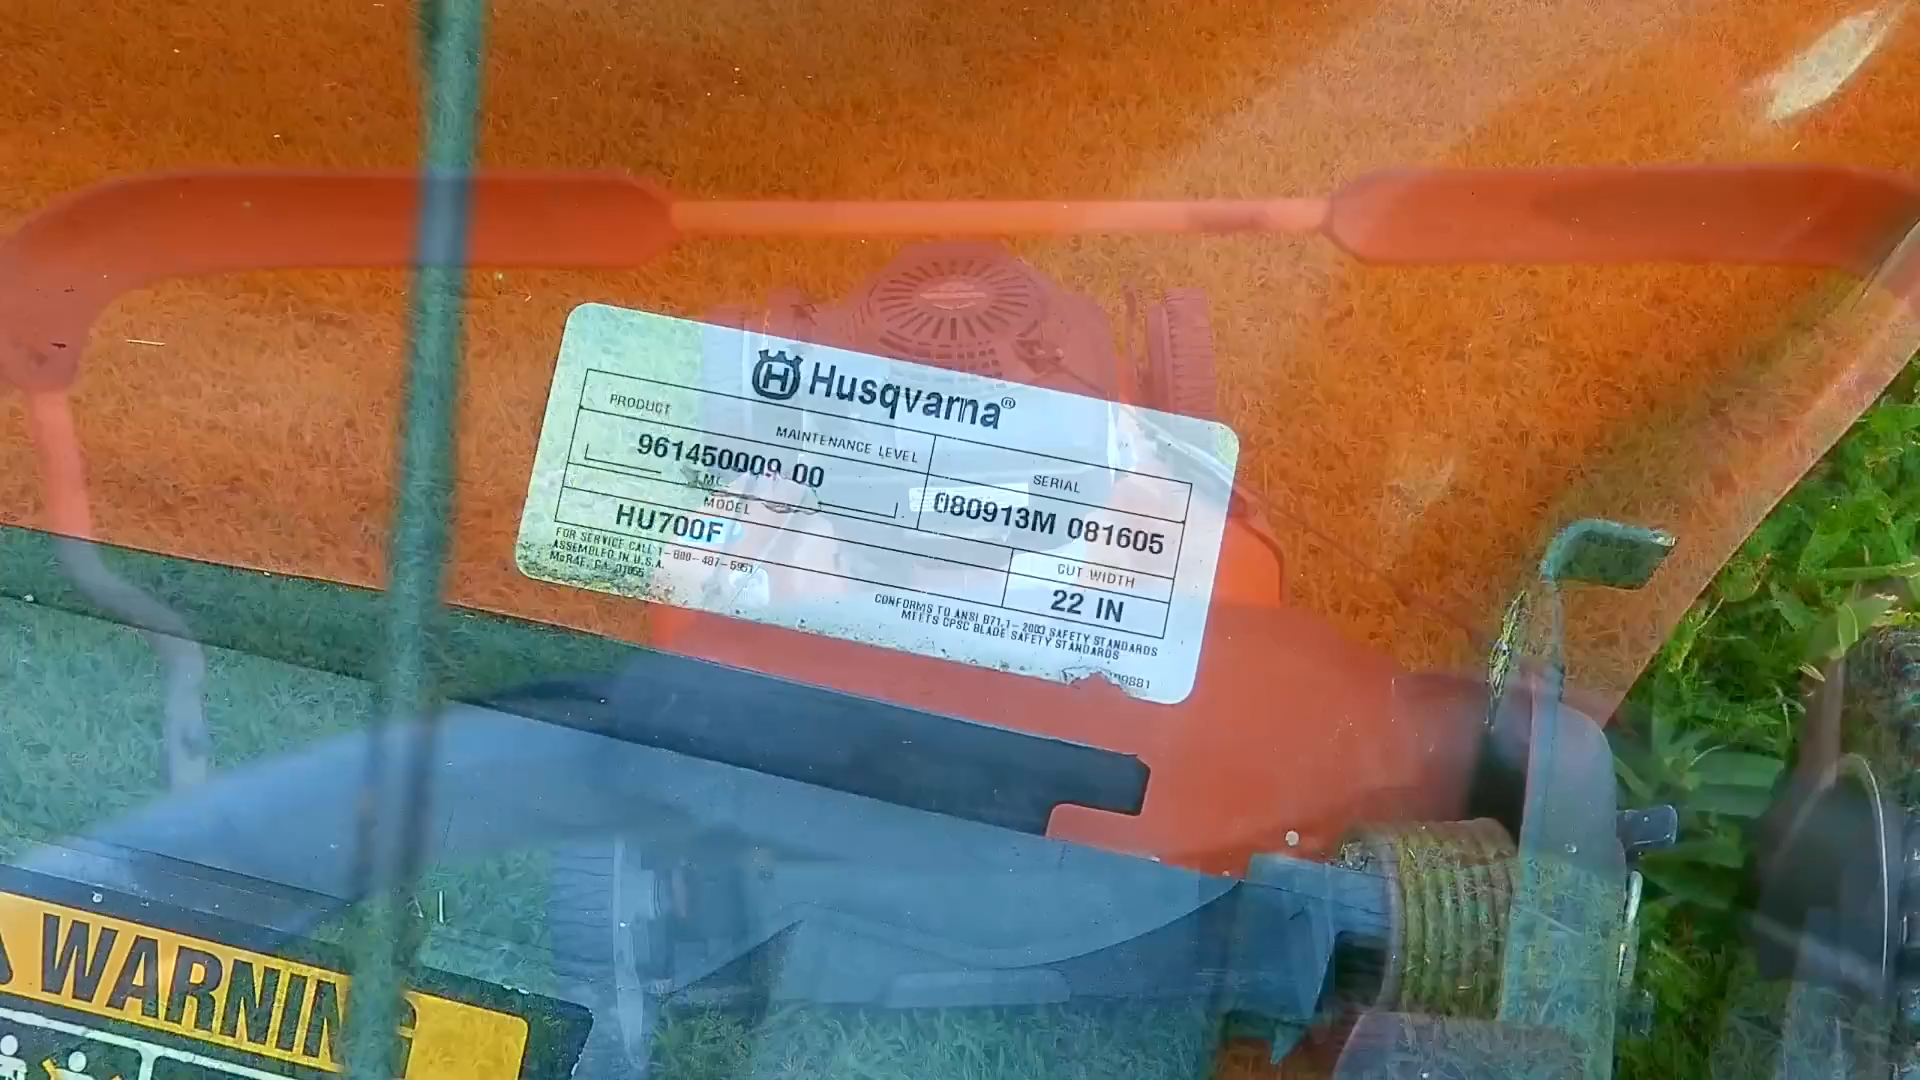 Husqvarna®
PRODUCT
MAINTENANCE LEVEL
SERIAL
961450009 00
080913M 081605
MODEL
HU700F
CUT WIDTH
22 IN
FOR SERVICE CALL 1-800-487-5951
ASSEMBLED IN U.S.A.
McRAE, GA.
CONFORMS TO ANSI B71.1-2003 SAFETY STANDARDS
MEETS CPSC BLADE SAFETY STANDARDS
WARNING